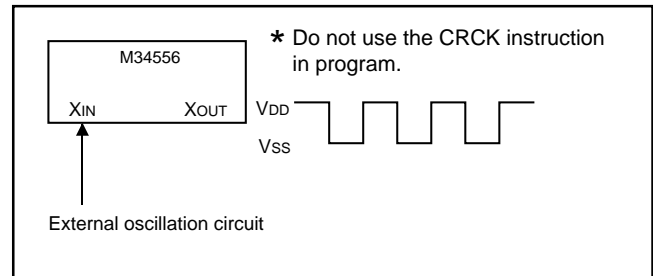 M34556
* Do not use the CRCK instruction
in program.
XIN
XOUT
VDD
VSS
External oscillation circuit